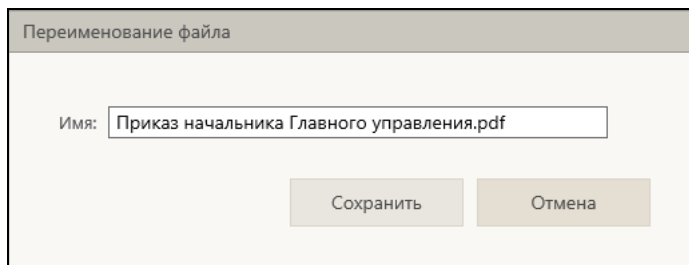 Переименование файла
Имя: Приказ начальника Главного управления.pdf
Сохранить Отмена